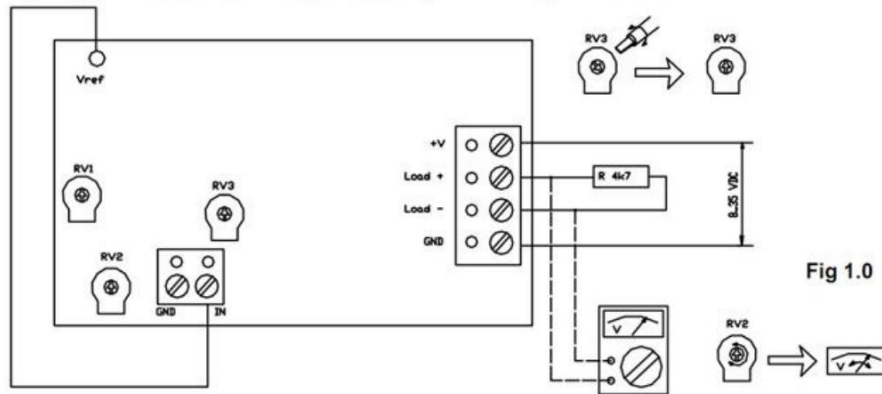 Vref
RV1
RV2
RV3
GND
IN
+V
Load +
Load -
GND
R 4k7
8..35 VDC
RV3
RV3
Fig 1.0
V
RV2
V